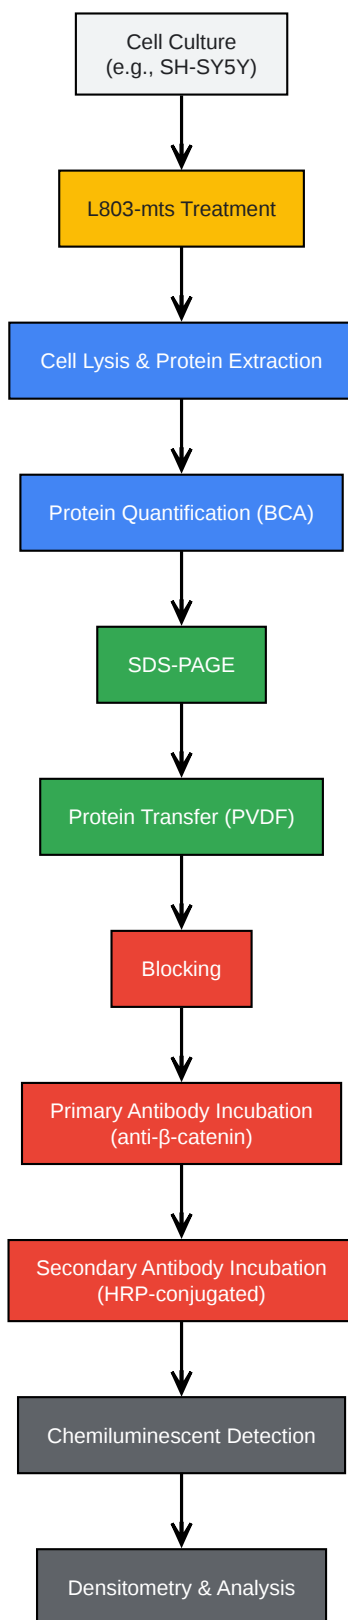 Cell Culture
(e.g., SH-SY5Y)
L803-mts Treatment
Cell Lysis & Protein Extraction
Protein Quantification (BCA)
SDS-PAGE
Protein Transfer (PVDF)
Blocking
Primary Antibody Incubation
(anti-β-catenin)
Secondary Antibody Incubation
(HRP-conjugated)
Chemiluminescent Detection
Densitometry & Analysis